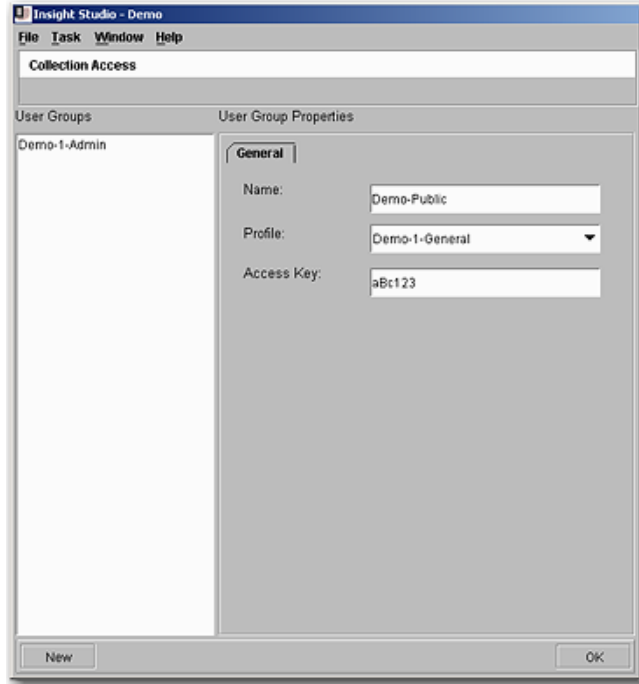 Insight Studio - Demo
File Task Window Help
Collection Access
User Groups
User Group Properties
Demo-1-Admin
General
Name:
Demo-Public
Profile:
Demo-1-General
Access Key:
aBc123
New
OK